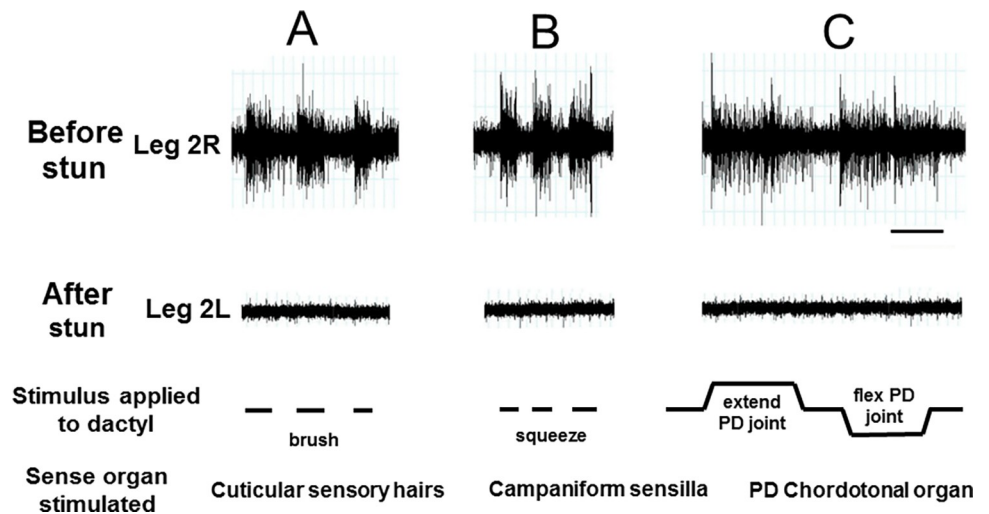 A B C
Before stun Leg 2R
After stun Leg 2L
Stimulus applied to dactyl
brush
squeeze
extend PD joint
flex PD joint
Sense organ stimulated
Cuticular sensory hairs
Campaniform sensilla
PD Chordotonal organ